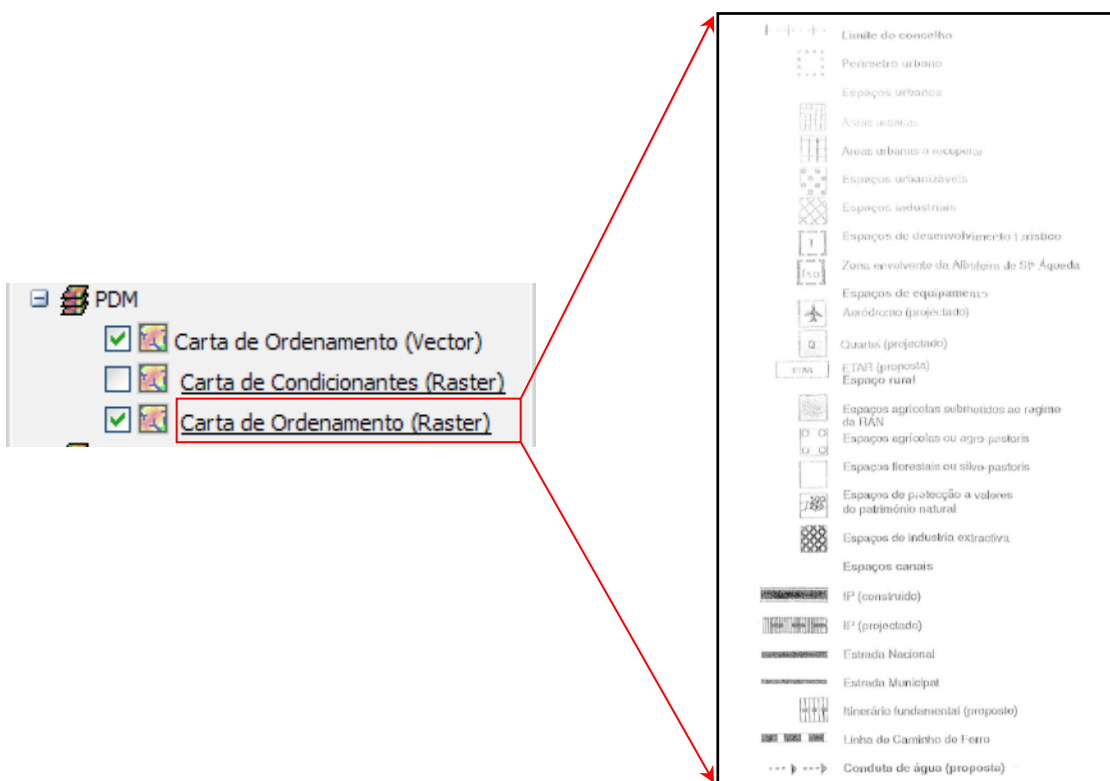 PDM
Carta de Ordenamento (Vector)
Carta de Condicionantes (Raster)
Carta de Ordenamento (Raster)
Limite do concelho
Perímetro urbano
Espaços urbanos
Áreas urbanas
Áreas urbanas a recuperar
Espaços urbanizáveis
Espaços industriais
T
Espaços de desenvolvimento turístico
Tsa
Zona envolvente da Albufeira de Stª Águeda
Espaços de equipamento
Aeródromo (projectado)
Q
Quartel (projectado)
ETAR
ETAR (proposta)
Espaço rural
Espaços agrícolas submetidos ao regime
da RAN
Espaços agrícolas ou agro-pastoris
Espaços florestais ou silvo-pastoris
Espaços de protecção a valores
do património natural
Espaços de industria extractiva
Espaços canais
IP (construido)
IP (projectado)
Estrada Nacional
Estrada Municipal
Itinerário fundamental (proposto)
Linha de Caminho de Ferro
Conduta de água (proposta)